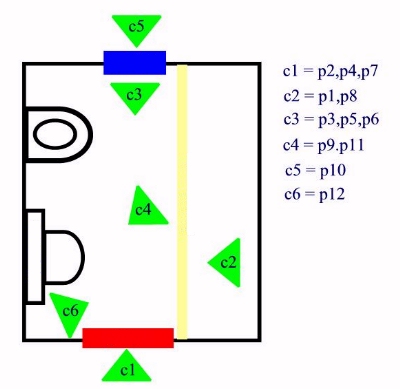 c5
c3
c4
c2
c6
c1
c1 = p2,p4,p7
c2 = p1,p8
c3 = p3,p5,p6
c4 = p9.p11
c5 = p10
c6 = p12